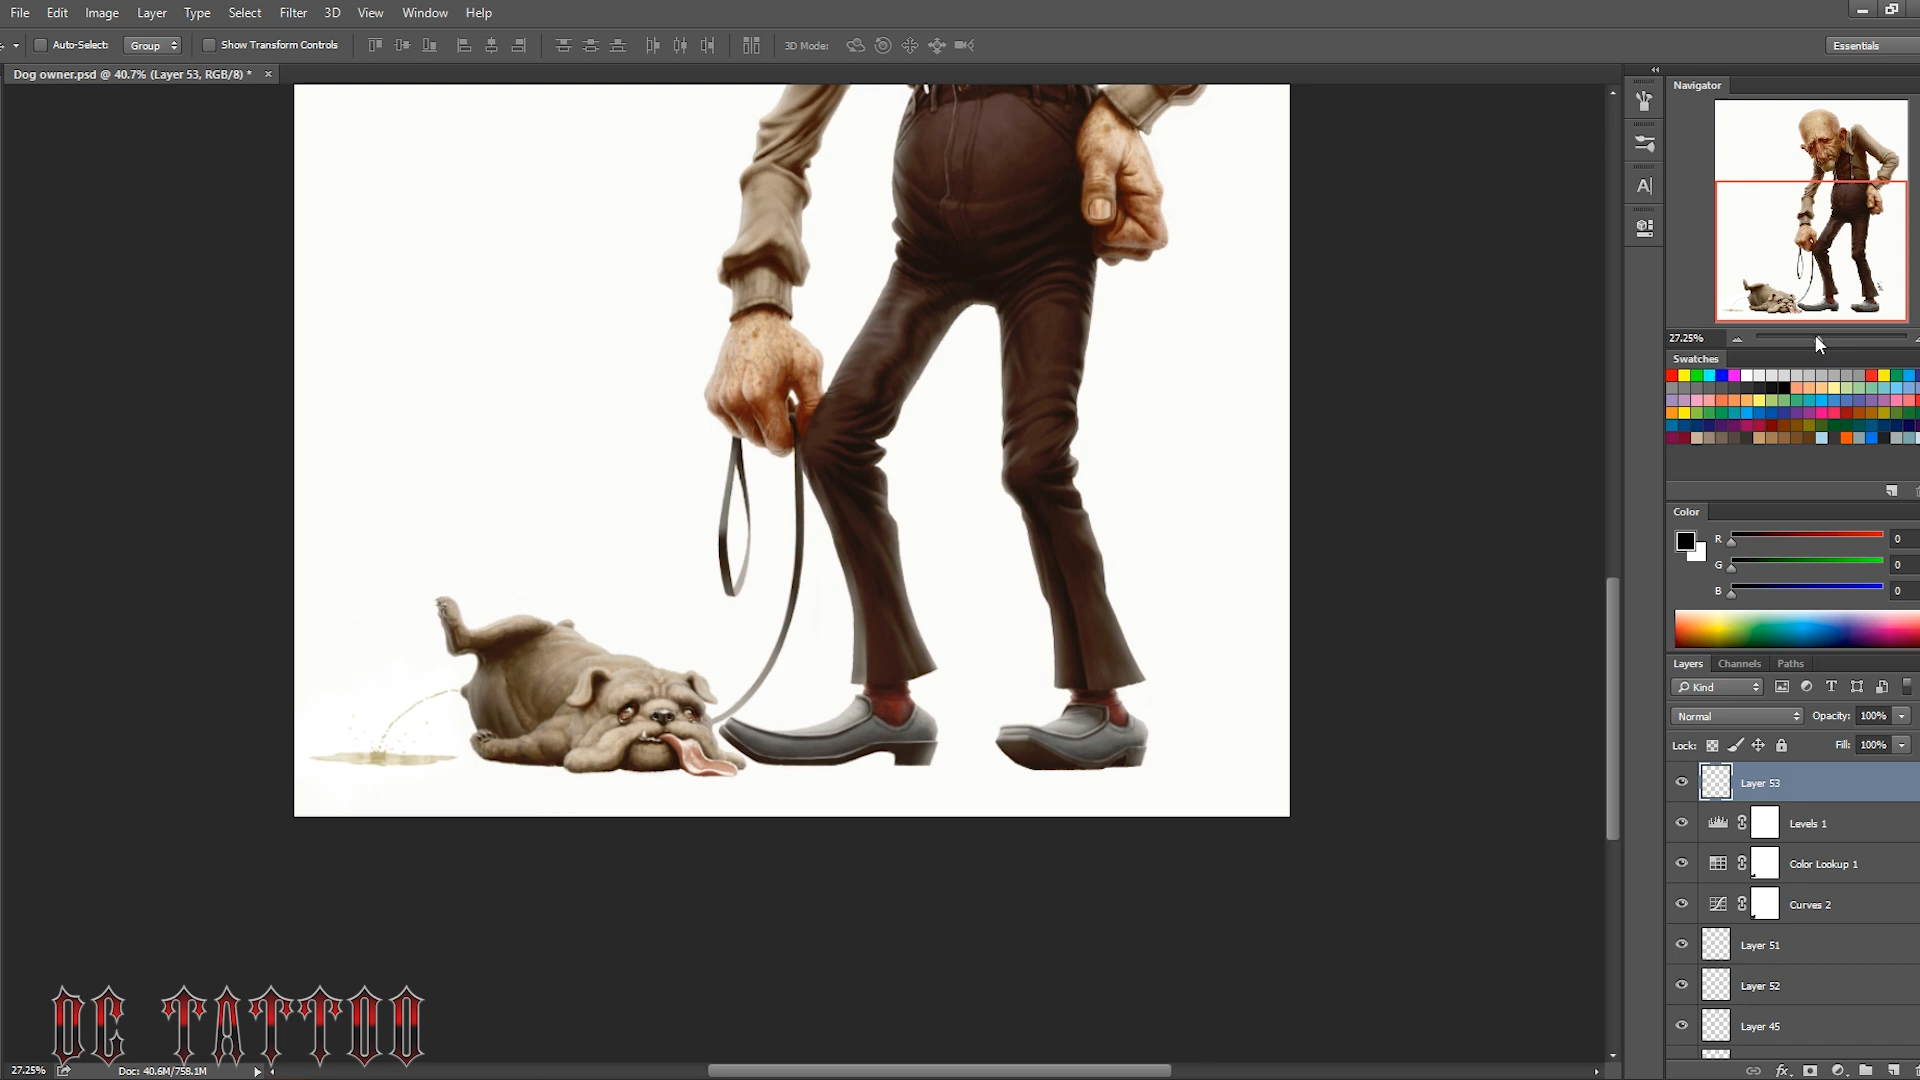 File Edit Image Layer Type Select Filter 3D View Window Help
Auto-Select: Group Show Transform Controls 3D Mode: Essentials
Dog owner.psd @ 40.7% (Layer 53, RGB/8) * ×
Navigator
27.25%
Swatches
Color
R 0
G 0
B 0
Layers Channels Paths
Kind
Normal Opacity: 100%
Lock: Fill: 100%
Layer 53
Levels 1
Color Lookup 1
Curves 2
Layer 51
Layer 52
Layer 45
DC TATTOO
27.25% Doc: 40.6M/758.1M
fx